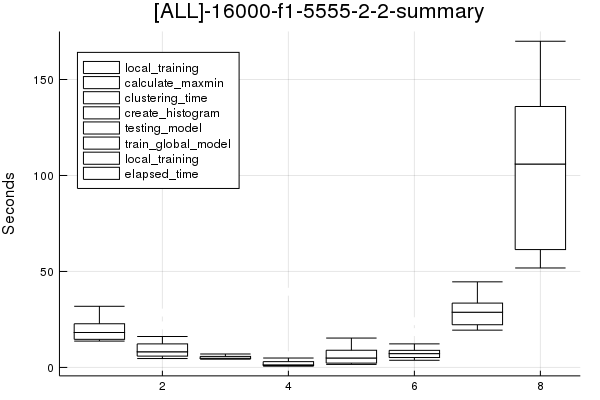 [ALL]-16000-f1-5555-2-2-summary
150
100
50
0
Seconds
local_training
calculate_maxmin
clustering_time
create_histogram
testing_model
train_global_model
local_training
elapsed_time
2
4
6
8